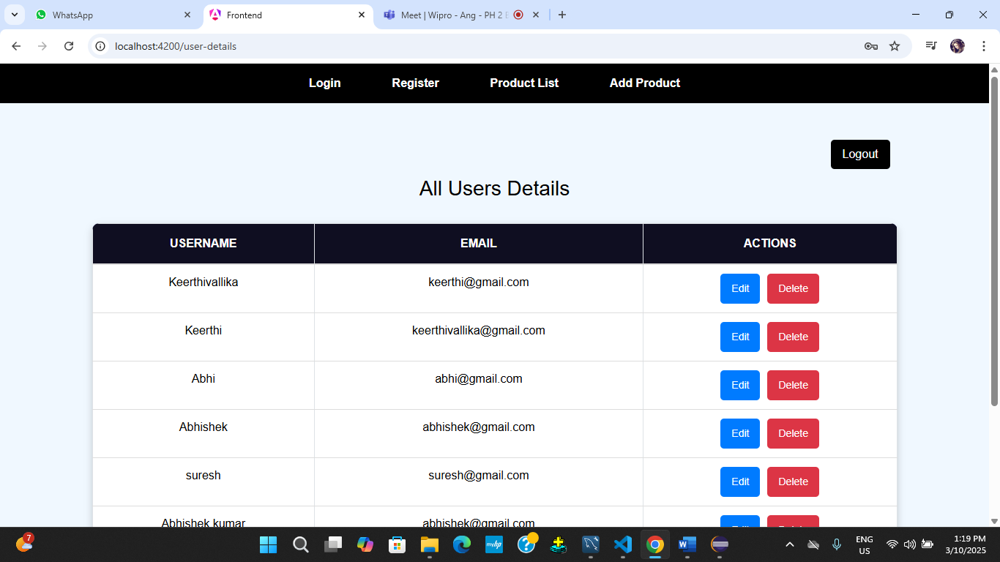 WhatsApp
Frontend
Meet | Wipro - Ang - PH 2
localhost:4200/user-details
Login Register Product List Add Product
Logout
All Users Details
USERNAME EMAIL ACTIONS
Keerthivallika keerthi@gmail.com Edit Delete
Keerthi keerthivallika@gmail.com Edit Delete
Abhi abhi@gmail.com Edit Delete
Abhishek abhishek@gmail.com Edit Delete
suresh suresh@gmail.com Edit Delete
Abhishek kumar abhishek@gmail.com Edit Delete
7
myhp
ENG
US
1:19 PM
3/10/2025